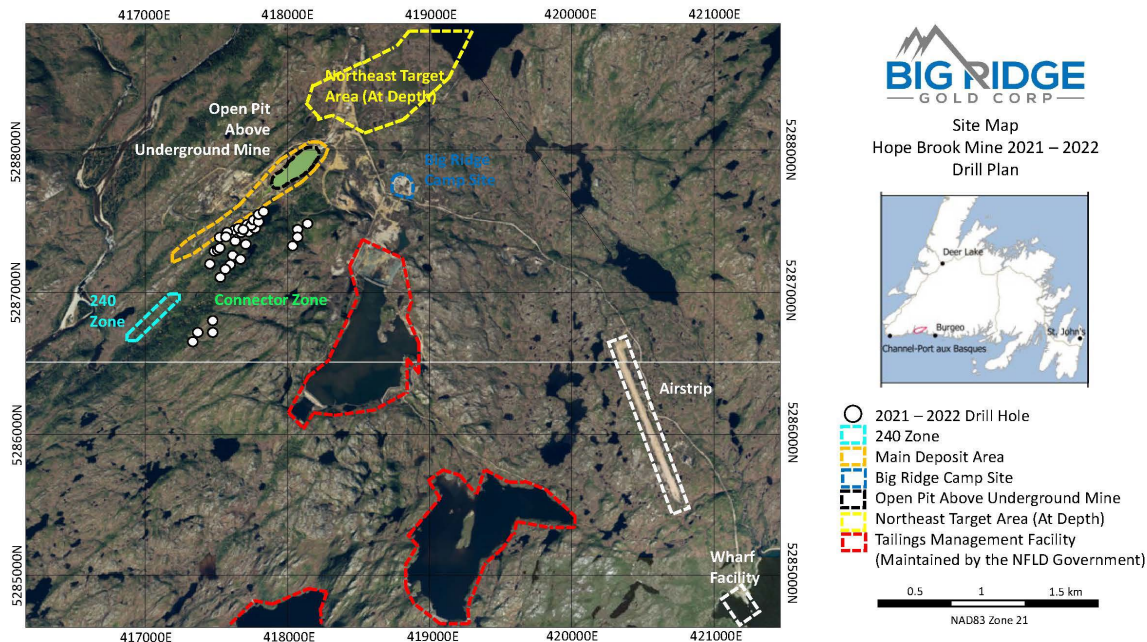 417000E
418000E
419000E
420000E
421000E
5288000N
5287000N
5286000N
5285000N
Northeast Target
Area (At Depth)
Open Pit
Above
Underground Mine
Big Ridge
Camp Site
240
Zone
Connector Zone
Airstrip
Wharf
Facility
5288000N
5287000N
5286000N
5285000N
417000E
418000E
419000E
420000E
421000E
BIG RIDGE
GOLD CORP
Site Map
Hope Brook Mine 2021 – 2022
Drill Plan
Deer Lake
Burgeo
St. John's
Channel-Port aux Basques
2021 – 2022 Drill Hole
240 Zone
Main Deposit Area
Big Ridge Camp Site
Open Pit Above Underground Mine
Northeast Target Area (At Depth)
Tailings Management Facility
(Maintained by the NFLD Government)
0.5 1 1.5 km
NAD83 Zone 21